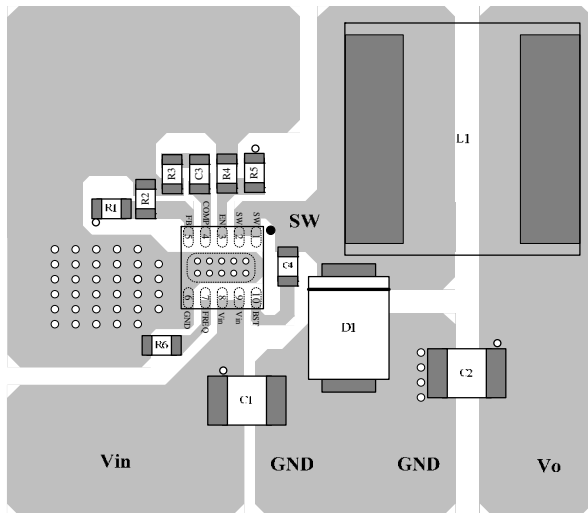 L1
R3
C3
R4
R5
R2
R1
FB 5
COMP 4
EN 3
SW 2
SW 1
SW
C4
6 GND
7 FREQ
8 Vin
9 Vin
10 BST
D1
R6
C1
C2
Vin
GND
GND
Vo